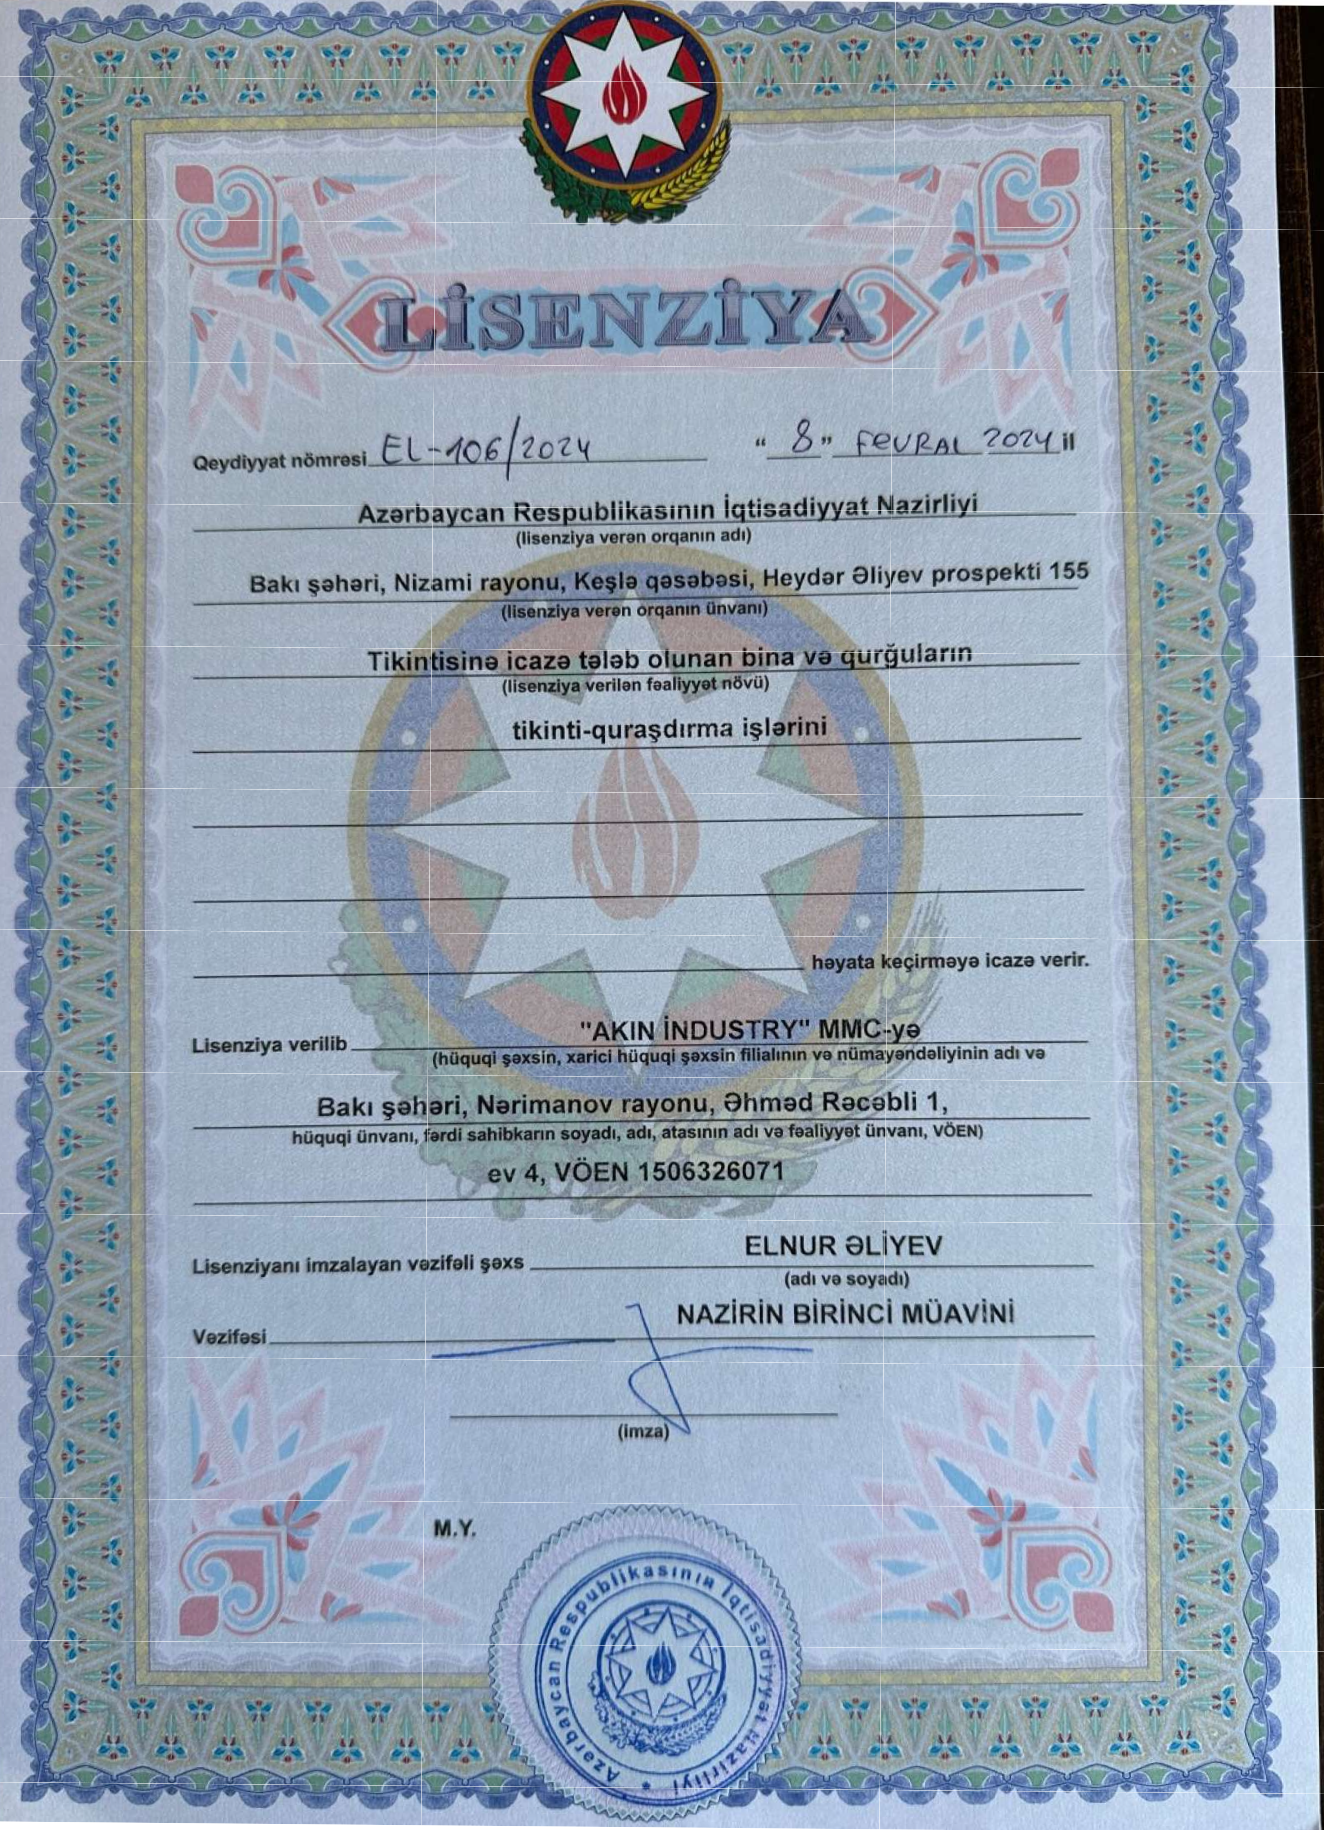 LİSENZİYA
Qeydiyyat nömrəsi EL-106/2024 “ 8 ” FEVRAL 2024 il
Azərbaycan Respublikasının İqtisadiyyat Nazirliyi
(lisenziya verən orqanın adı)
Bakı şəhəri, Nizami rayonu, Keşlə qəsəbəsi, Heydər Əliyev prospekti 155
(lisenziya verən orqanın ünvanı)
Tikintisinə icazə tələb olunan bina və qurğuların
(lisenziya verilən fəaliyyət növü)
tikinti-quraşdırma işlərini
həyata keçirməyə icazə verir.
Lisenziya verilib "AKIN İNDUSTRY" MMC-yə
(hüquqi şəxsin, xarici hüquqi şəxsin filialının və nümayəndəliyinin adı və
Bakı şəhəri, Nərimanov rayonu, Əhməd Rəcəbli 1,
hüquqi ünvanı, fərdi sahibkarın soyadı, adı, atasının adı və fəaliyyət ünvanı, VÖEN)
ev 4, VÖEN 1506326071
Lisenziyanı imzalayan vəzifəli şəxs ELNUR ƏLİYEV
(adı və soyadı)
Vəzifəsi NAZİRİN BİRİNCİ MÜAVİNİ
(imza)
M.Y.
Azərbaycan Respublikasının İqtisadiyyat Nazirliyi